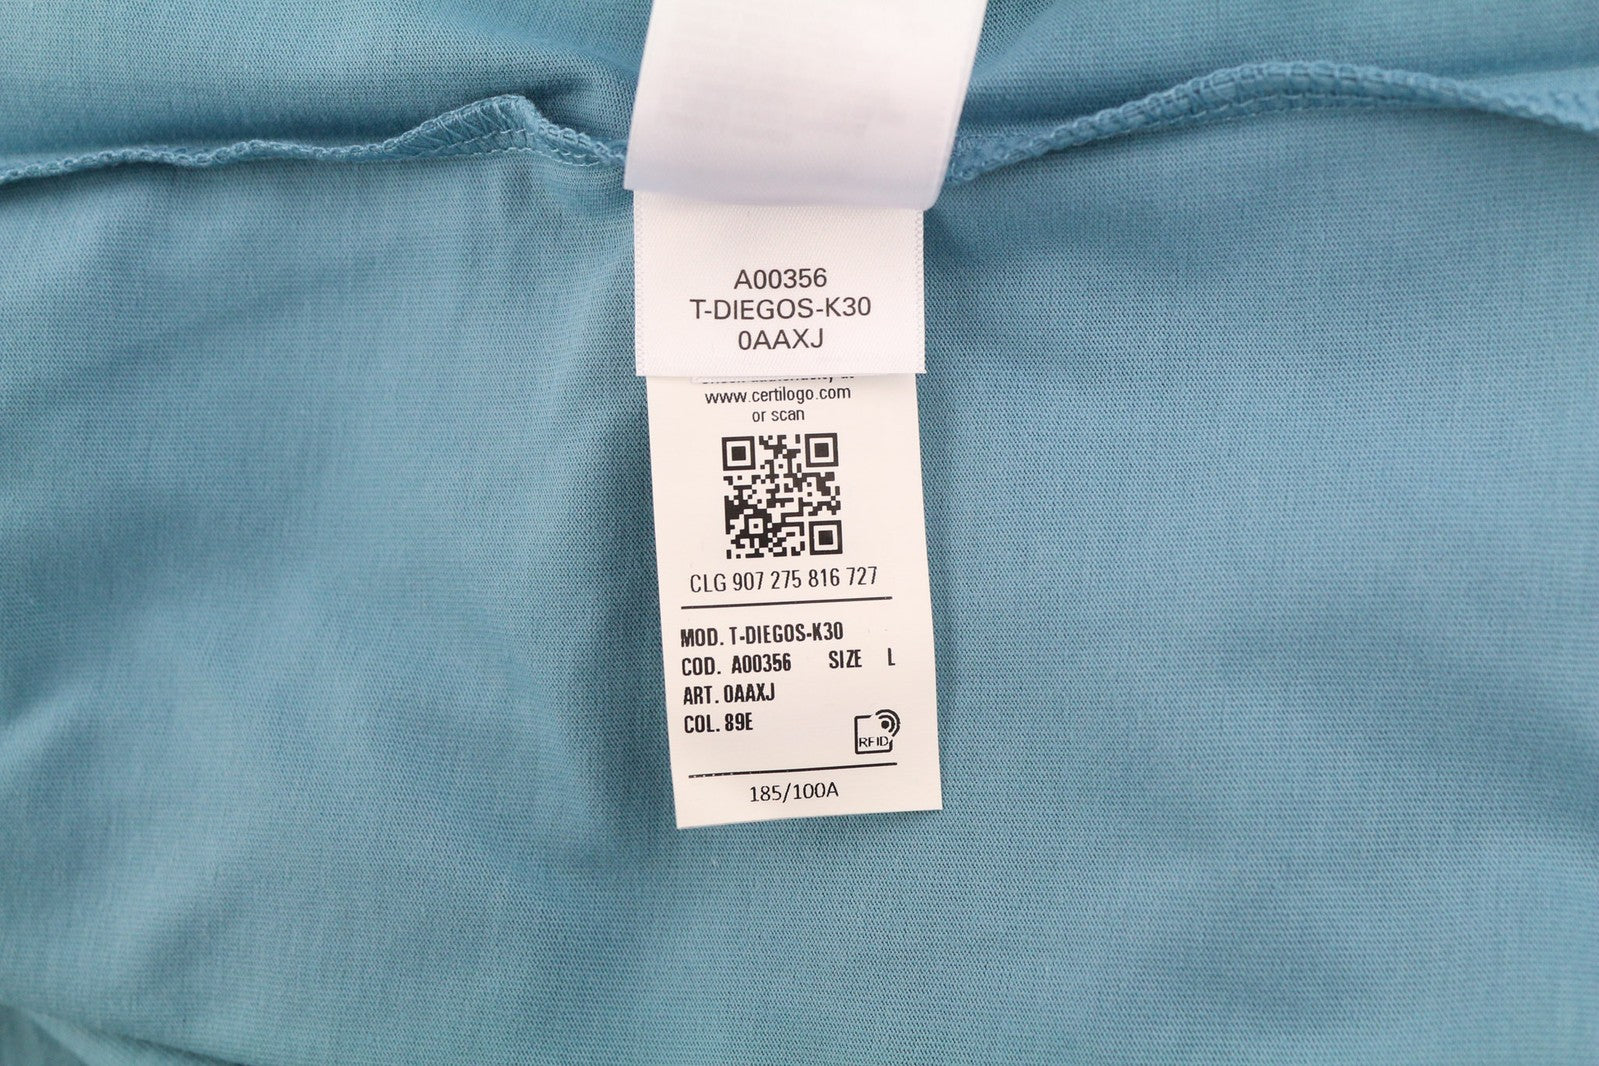 A00356
T-DIEGOS-K30
0AAXJ
www.certilogo.com
or scan
CLG 907 275 816 727
MOD. T-DIEGOS-K30
COD. A00356 SIZE L
ART. 0AAXJ
COL. 89E
RFID
185/100A